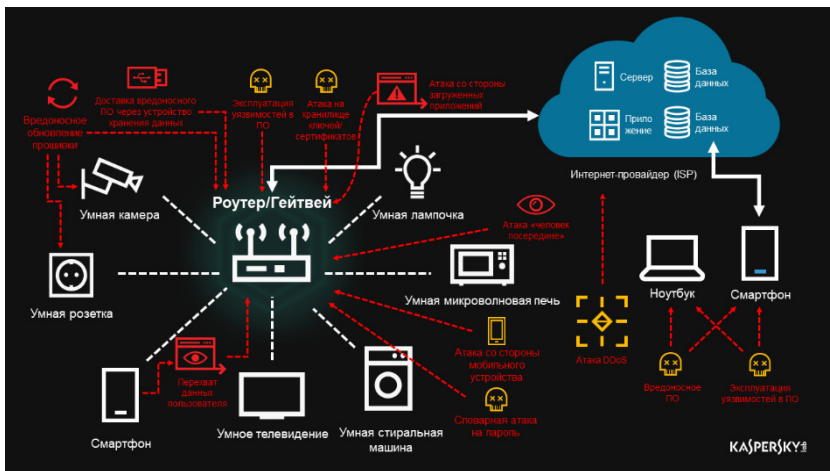 Вредоносное
обновление
прошивки
Доставка вредоносного
ПО через устройство
хранения данных
Эксплуатация
уязвимостей в
ПО
Атака на
хранилище
ключей/
сертификатов
Атака со стороны
загруженных
приложений
Сервер
База
данных
Прило
жение
База
данных
Интернет-провайдер (ISP)
Умная камера
Роутер/Гейтвей
Умная лампочка
Атака «человек
посередине»
Умная розетка
Умная микроволновая печь
Ноутбук
Смартфон
Атака со стороны
мобильного
устройства
Атака DDoS
Перехват
данных
пользователя
Вредоносное
ПО
Эксплуатация
уязвимостей в ПО
Словарная атака
на пароль
Смартфон
Умное телевидение
Умная стиральная
машина
KASPERSKY lab